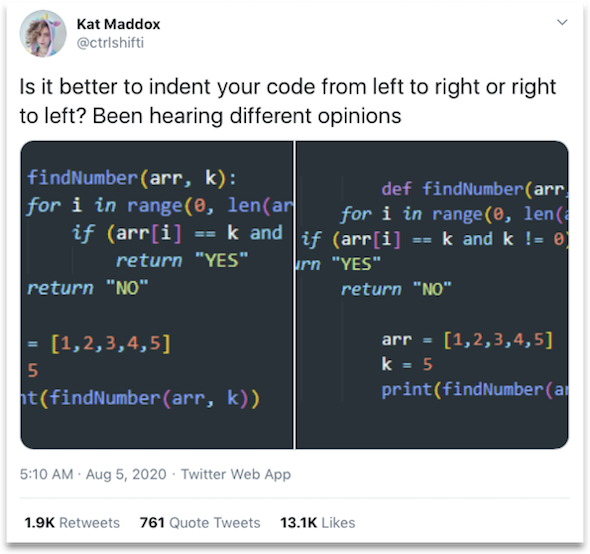 Kat Maddox
@ctrlshifti
Is it better to indent your code from left to right or right
to left? Been hearing different opinions
findNumber(arr, k):
for i in range(0, len(ar
if (arr[i] == k and
return "YES"
return "NO"
= [1,2,3,4,5]
5
nt(findNumber(arr, k))
def findNumber(arr,
for i in range(0, len(a
if (arr[i] == k and k != 0)
urn "YES"
return "NO"
arr = [1,2,3,4,5]
k = 5
print(findNumber(ar
5:10 AM · Aug 5, 2020 · Twitter Web App
1.9K Retweets 761 Quote Tweets 13.1K Likes